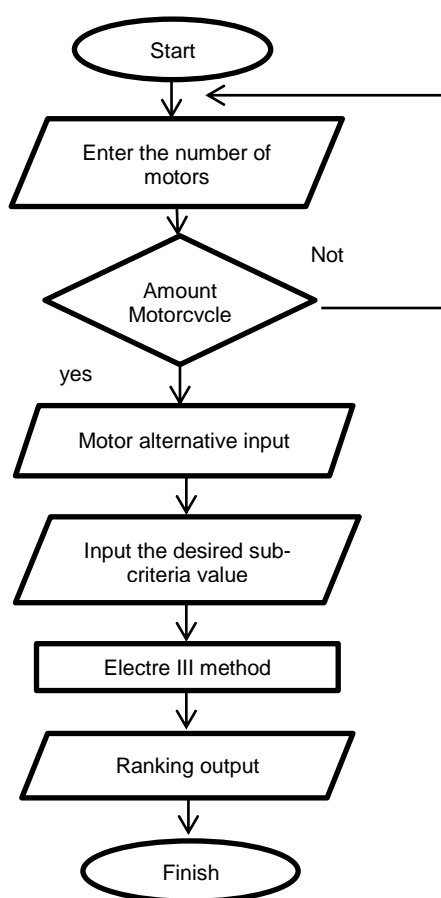 Start
Enter the number of
motors
Not
Amount
Motorcycle
yes
Motor alternative input
Input the desired sub-
criteria value
Electre III method
Ranking output
Finish